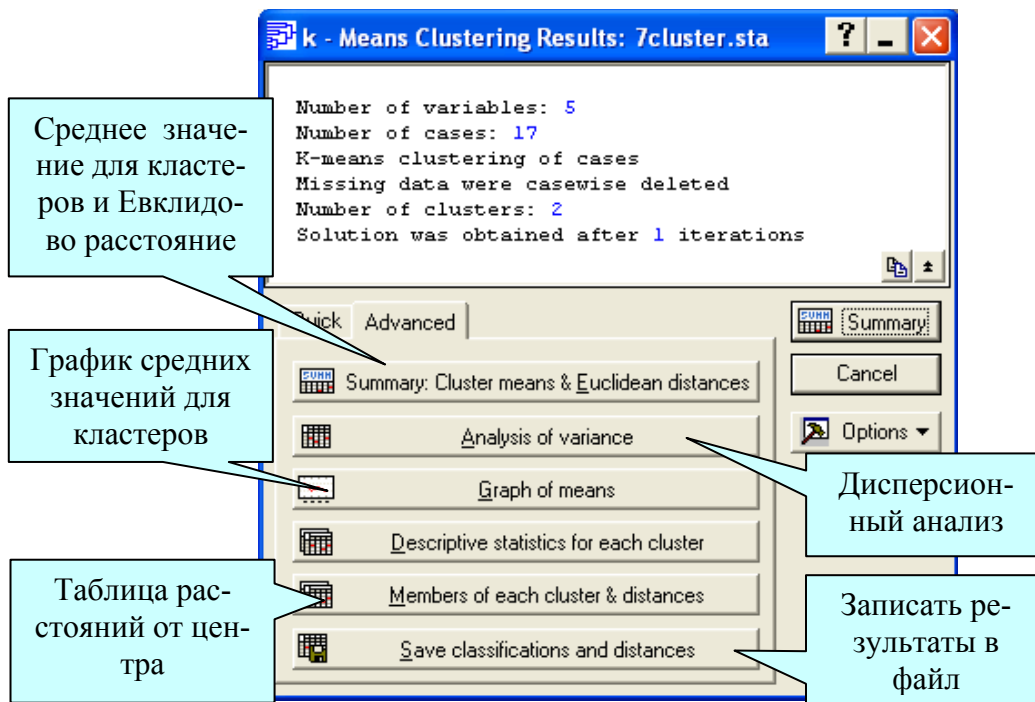 k - Means Clustering Results: 7cluster.sta
Number of variables: 5
Number of cases: 17
K-means clustering of cases
Missing data were casewise deleted
Number of clusters: 2
Solution was obtained after 1 iterations
Среднее значе-
ние для класте-
ров и Евклидо-
во расстояние
Advanced
Summary
Summary: Cluster means & Euclidean distances
Cancel
График средних
значений для
кластеров
Analysis of variance
Options
Graph of means
Дисперсион-
ный анализ
Descriptive statistics for each cluster
Таблица рас-
стояний от цен-
тра
Members of each cluster & distances
Save classifications and distances
Записать ре-
зультаты в
файл